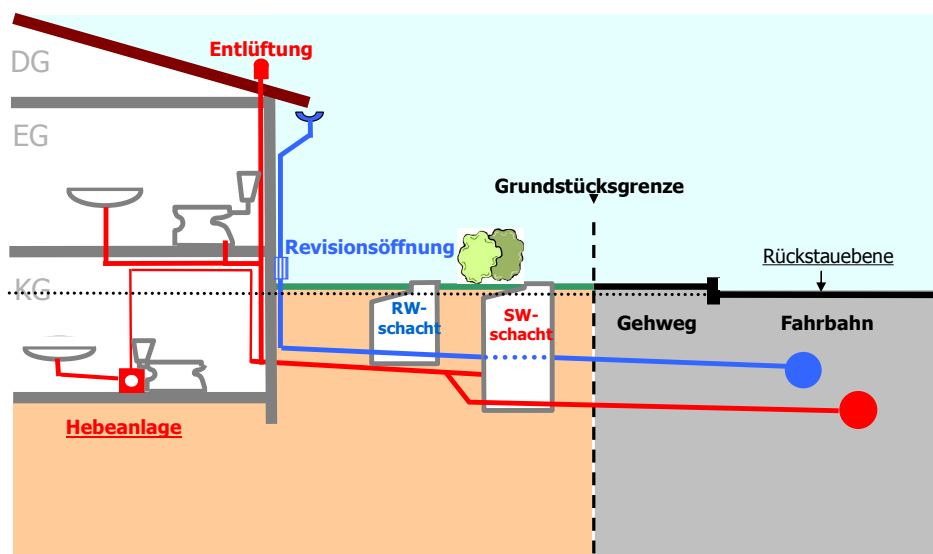 Entlüftung
DG
EG
Grundstücksgrenze
Revisionsöffnung
Rückstauebene
KG
RW-
schacht
SW-
schacht
Gehweg
Fahrbahn
Hebeanlage